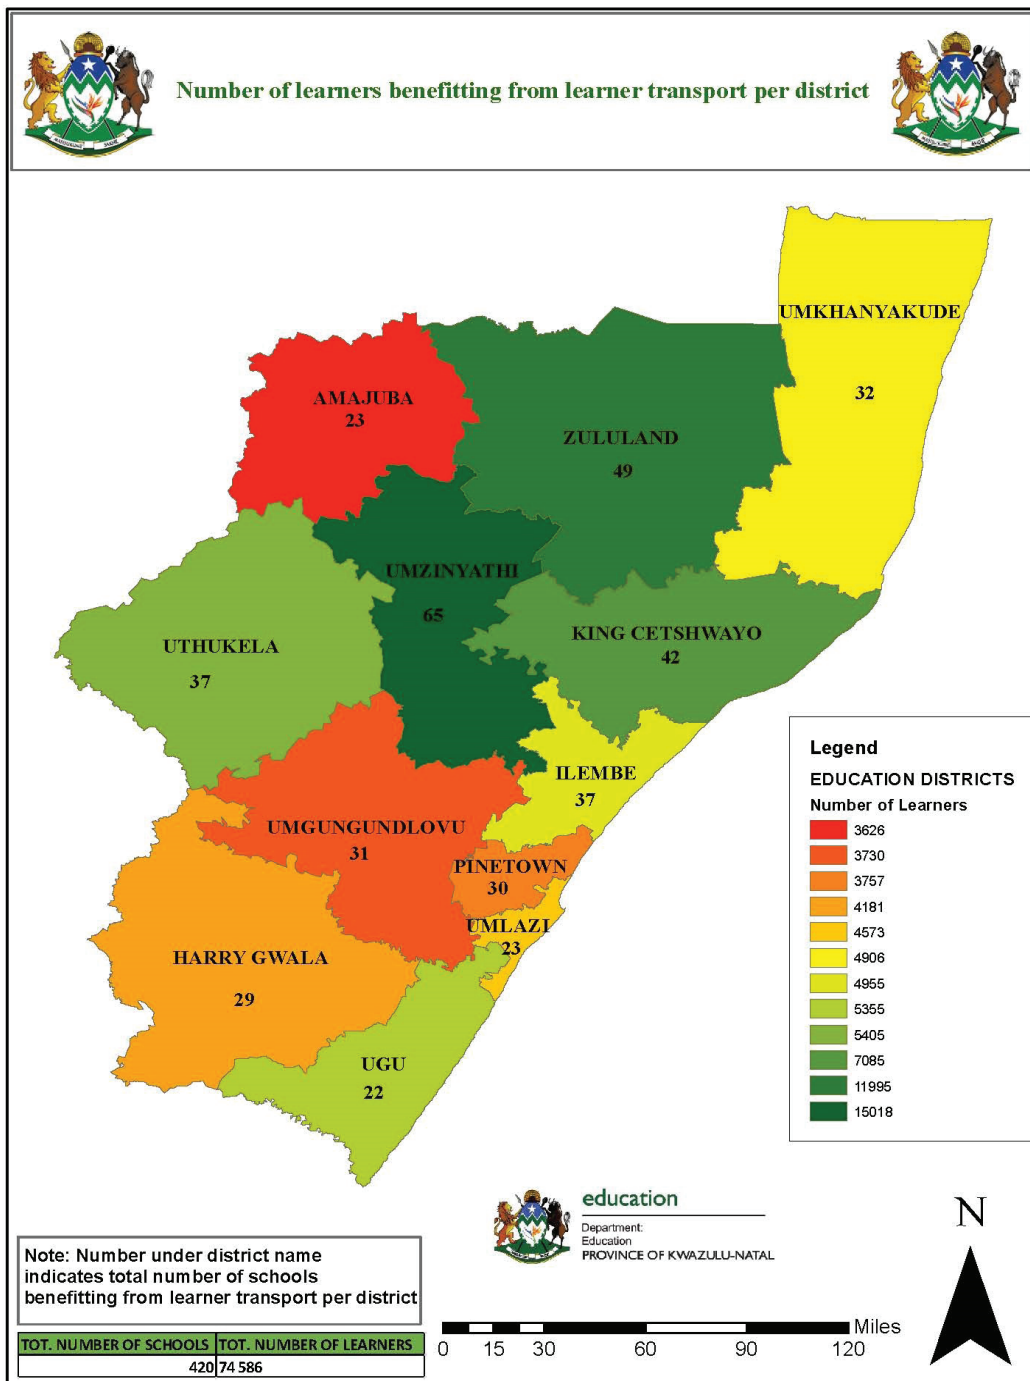 Number of learners benefitting from learner transport per district
UMKHANYAKUDE
32
AMAJUBA
23
ZULULAND
49
UMZINYATHI
65
KING CETSHWAYO
42
UTHUKELA
37
ILEMBE
37
UMGUNGUNDLOVU
31
PINETOWN
30
UMLAZI
23
HARRY GWALA
29
UGU
22
Legend
EDUCATION DISTRICTS
Number of Learners
3626
3730
3757
4181
4573
4906
4955
5355
5405
7085
11995
15018
education
Department:
Education
PROVINCE OF KWAZULU-NATAL
N
Note: Number under district name
indicates total number of schools
benefitting from learner transport per district
TOT. NUMBER OF SCHOOLS TOT. NUMBER OF LEARNERS
420 74 586
Miles
0 15 30 60 90 120